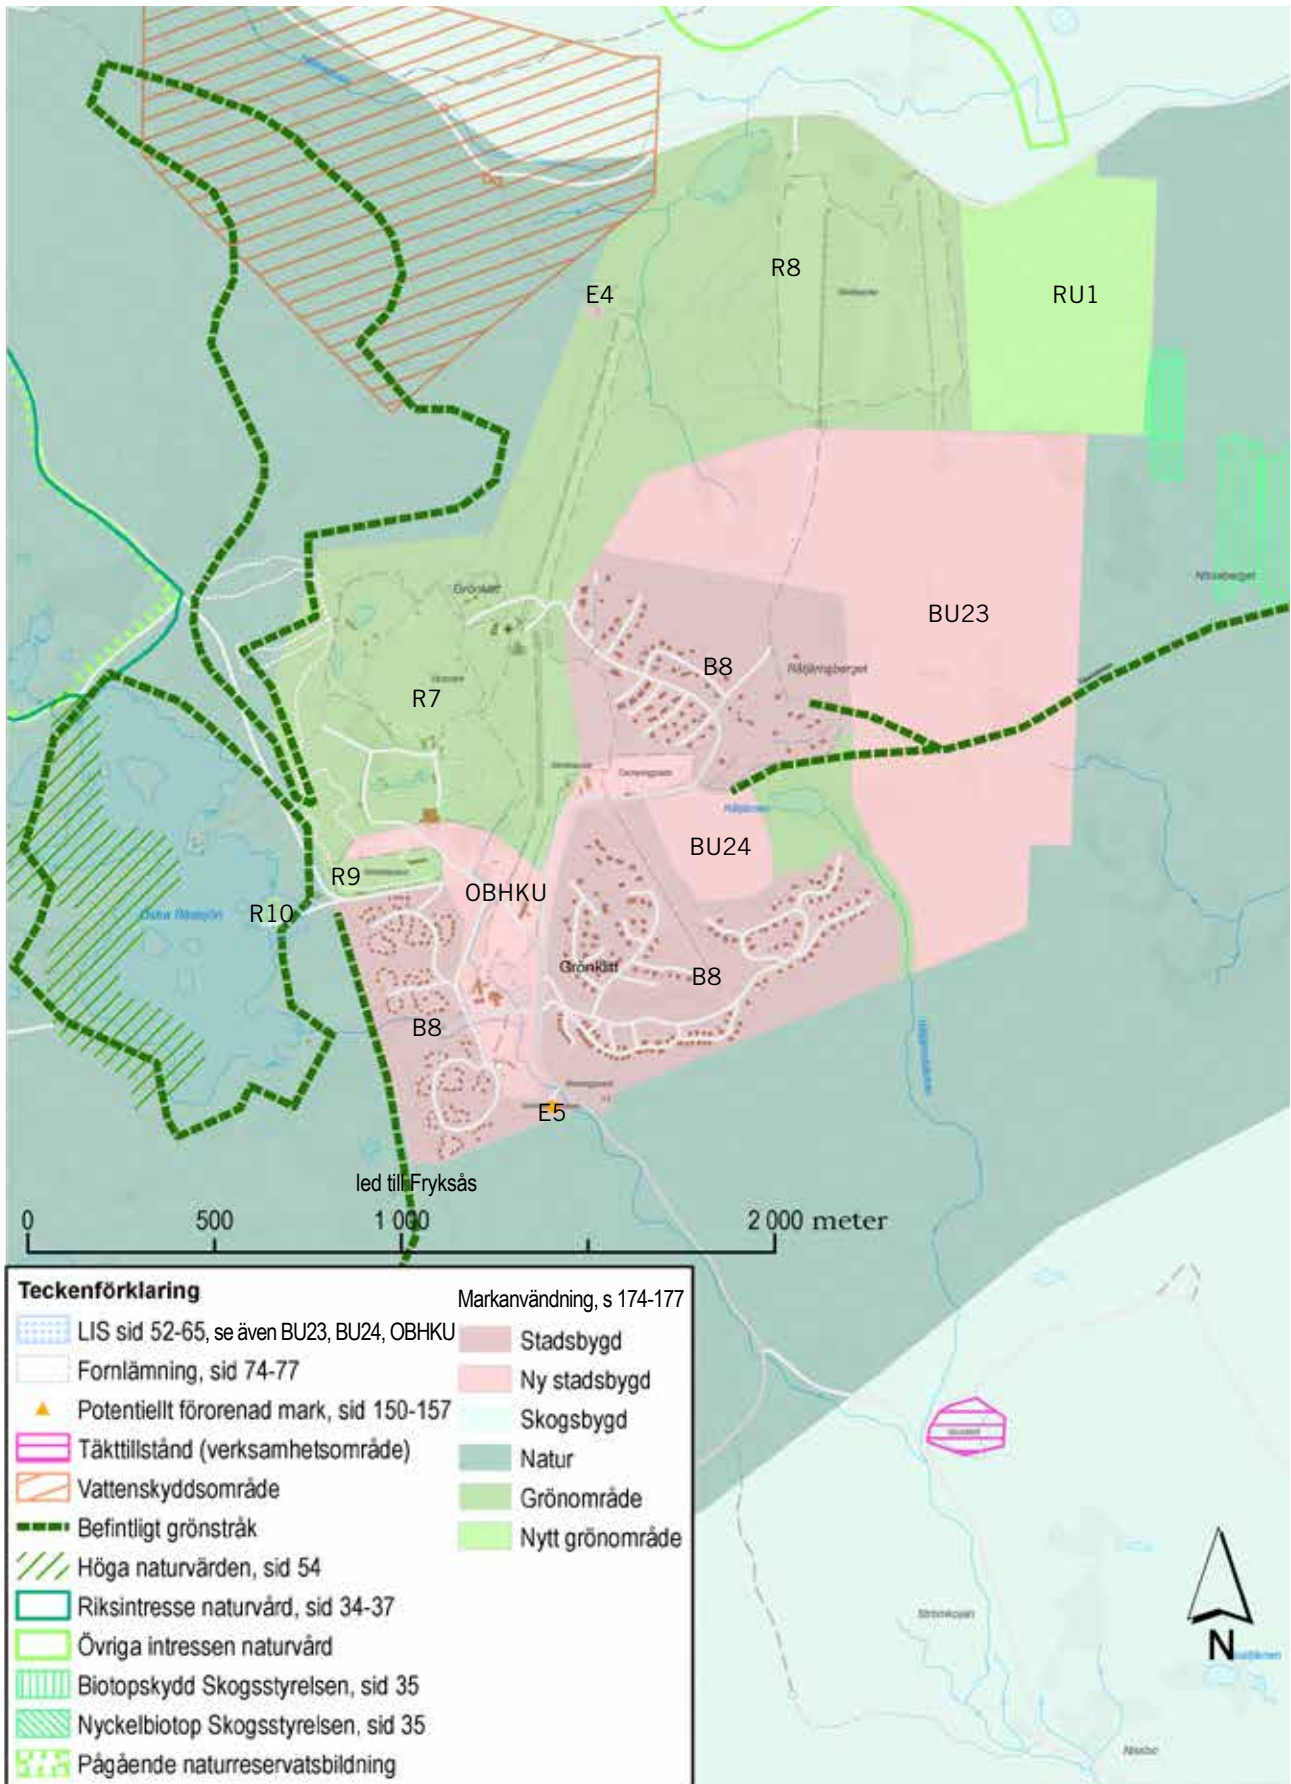 R8
E4
RU1
BU23
Grönklitt
B8
Råtjärnsberget
R7
BU24
R9
OBHKU
R10
Grönklitt
B8
B8
E5
led till Fryksås
0 500 1 000 2 000 meter
Teckenförklaring
LIS sid 52-65, se även BU23, BU24, OBHKU
Fornlämning, sid 74-77
Potentiellt förorenad mark, sid 150-157
Täkttillstånd (verksamhetsområde)
Vattenskyddsområde
Befintligt grönstråk
Höga naturvärden, sid 54
Riksintresse naturvård, sid 34-37
Övriga intressen naturvård
Biotopskydd Skogsstyrelsen, sid 35
Nyckelbiotop Skogsstyrelsen, sid 35
Pågående naturreservatsbildning
Markanvändning, s 174-177
Stadsbygd
Ny stadsbygd
Skogsbygd
Natur
Grönområde
Nytt grönområde
N